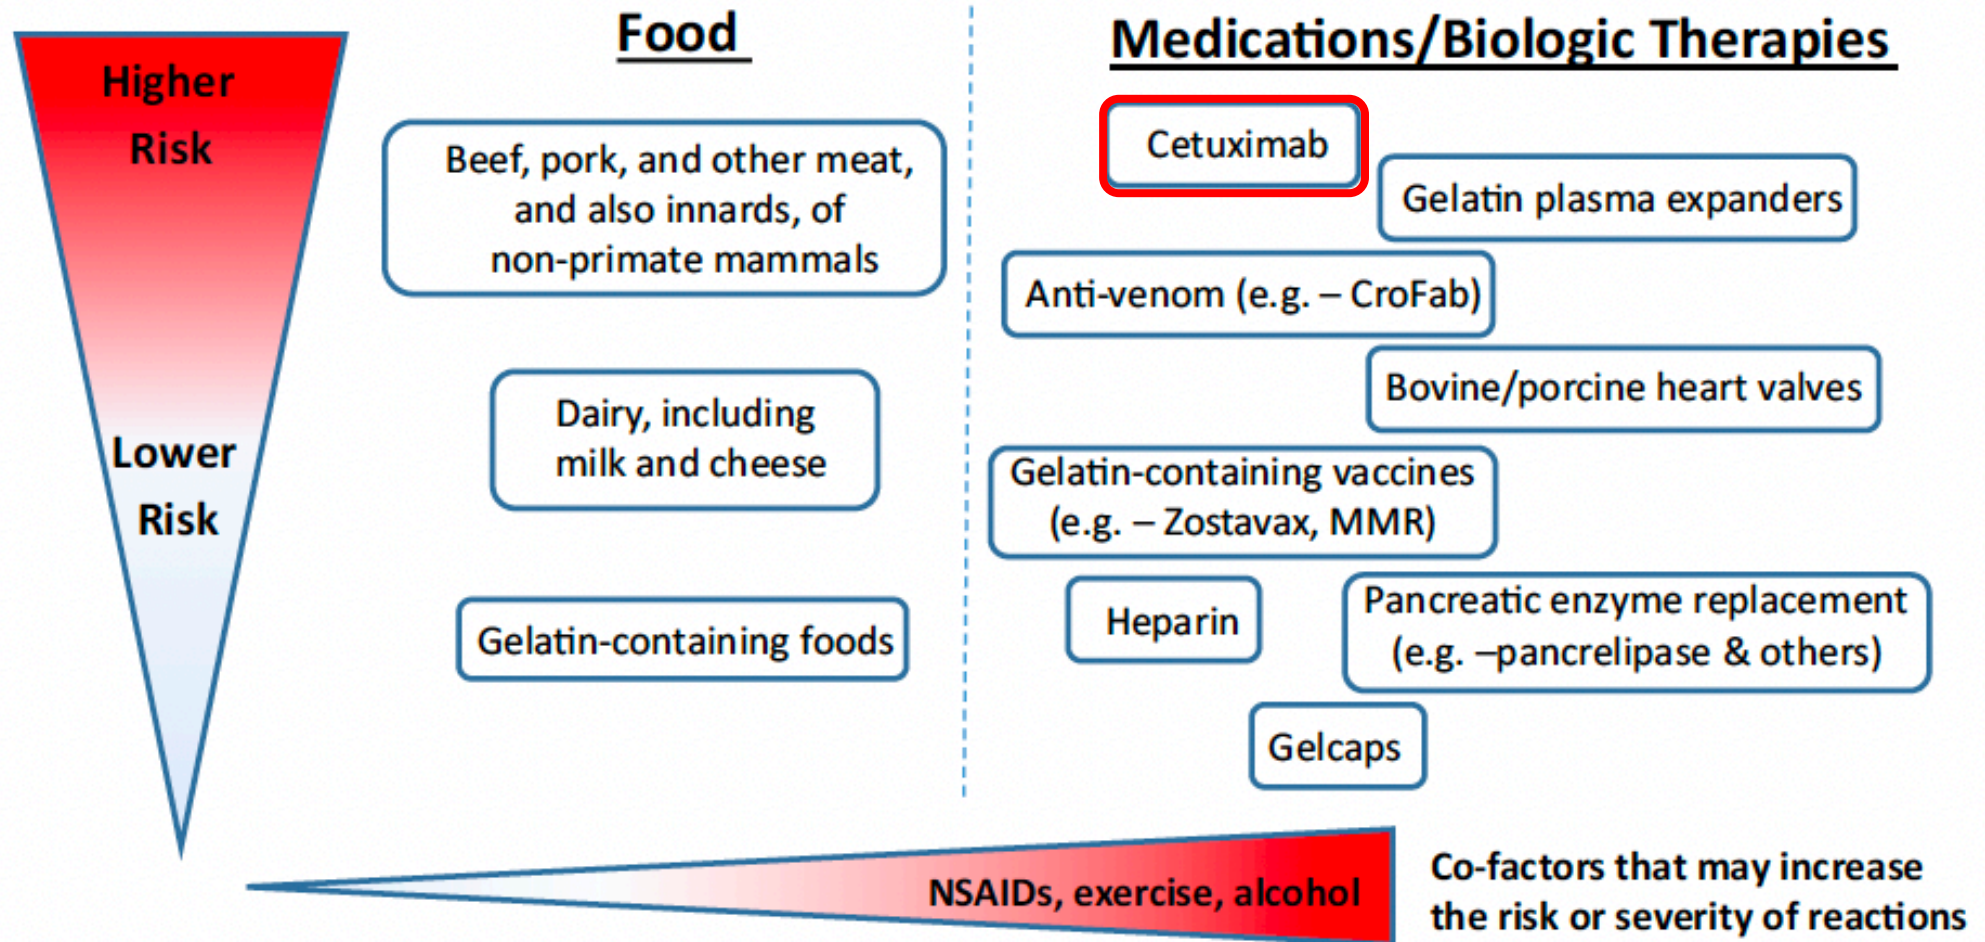 Food
Medications/Biologic Therapies
Higher
Risk
Lower
Risk
Beef, pork, and other meat,
and also innards, of
non-primate mammals
Dairy, including
milk and cheese
Gelatin-containing foods
Cetuximab
Gelatin plasma expanders
Anti-venom (e.g. – CroFab)
Bovine/porcine heart valves
Gelatin-containing vaccines
(e.g. – Zostavax, MMR)
Heparin
Pancreatic enzyme replacement
(e.g. –pancrelipase & others)
Gelcaps
NSAIDs, exercise, alcohol
Co-factors that may increase
the risk or severity of reactions